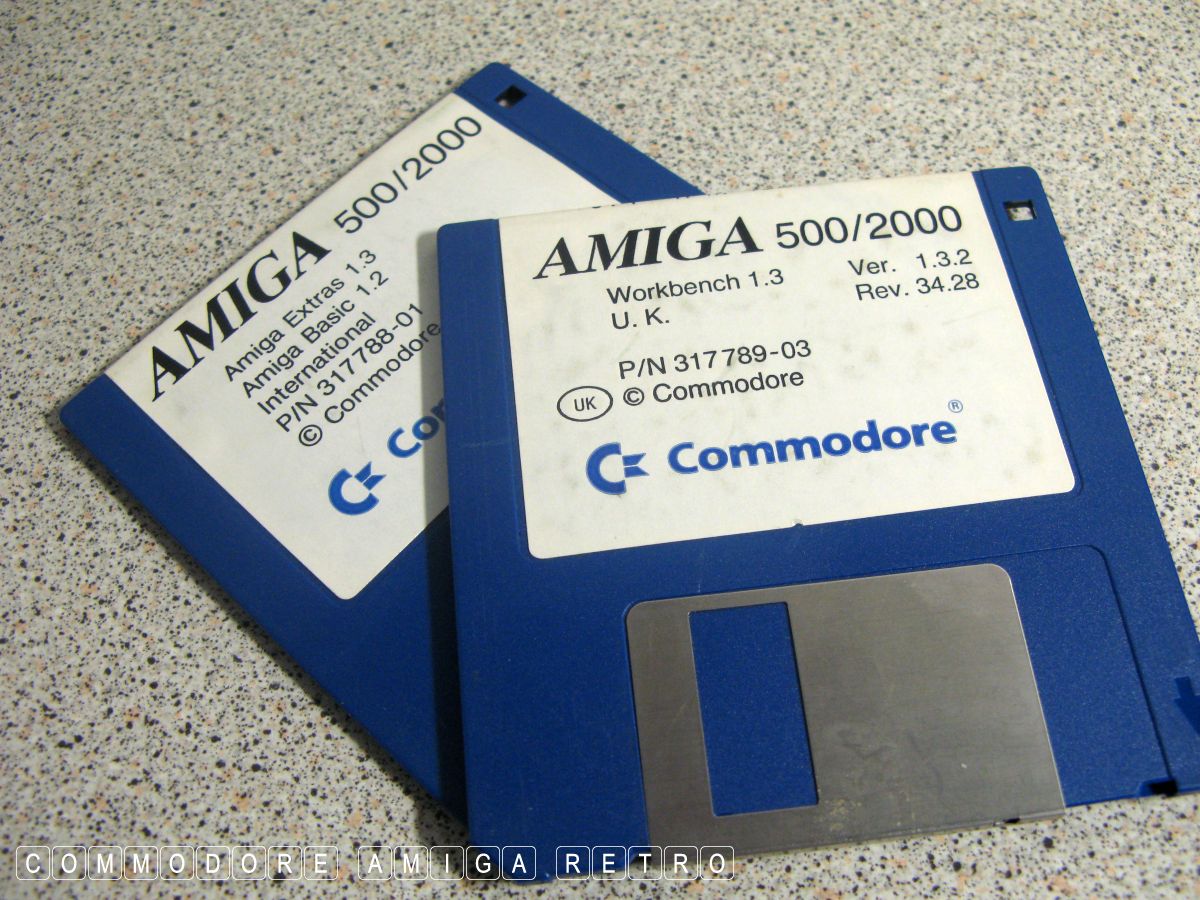 AMIGA 500/2000
Amiga Extras 1.3
Amiga Basic 1.2
International
P/N 317788-01
© Commodore
AMIGA 500/2000
Workbench 1.3 Ver. 1.3.2
U. K. Rev. 34.28
P/N 317789-03
UK © Commodore
Commodore®
COMMODORE AMIGA RETRO